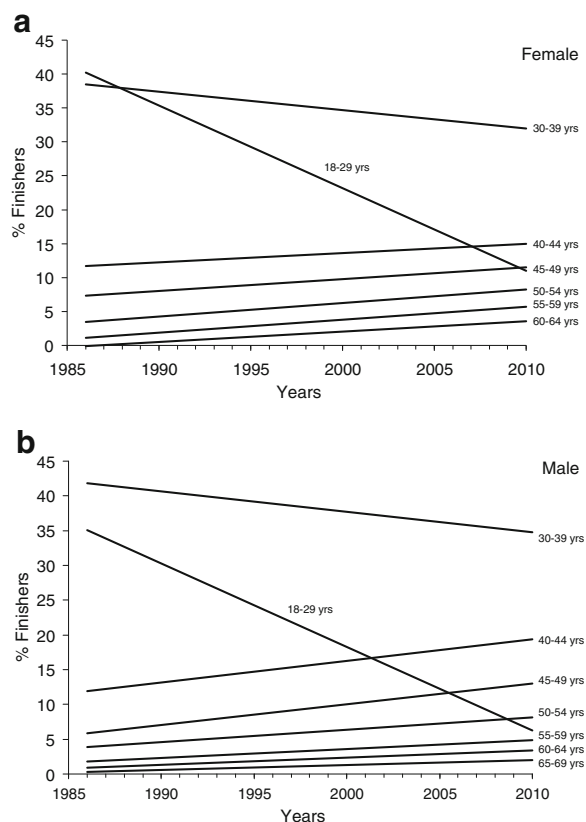 a
Female
% Finishers
45
40
35
30
25
20
15
10
5
0
30-39 yrs
18-29 yrs
40-44 yrs
45-49 yrs
50-54 yrs
55-59 yrs
60-64 yrs
1985 1990 1995 2000 2005 2010
Years
b
Male
% Finishers
45
40
35
30
25
20
15
10
5
0
30-39 yrs
18-29 yrs
40-44 yrs
45-49 yrs
50-54 yrs
55-59 yrs
60-64 yrs
65-69 yrs
1985 1990 1995 2000 2005 2010
Years